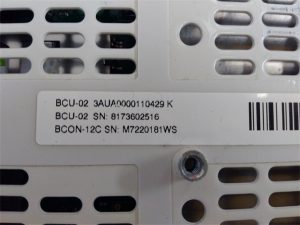 BCU-02 3AUA0000110429 K
BCU-02 SN: 8173602516
BCON-12C SN: M7220181WS